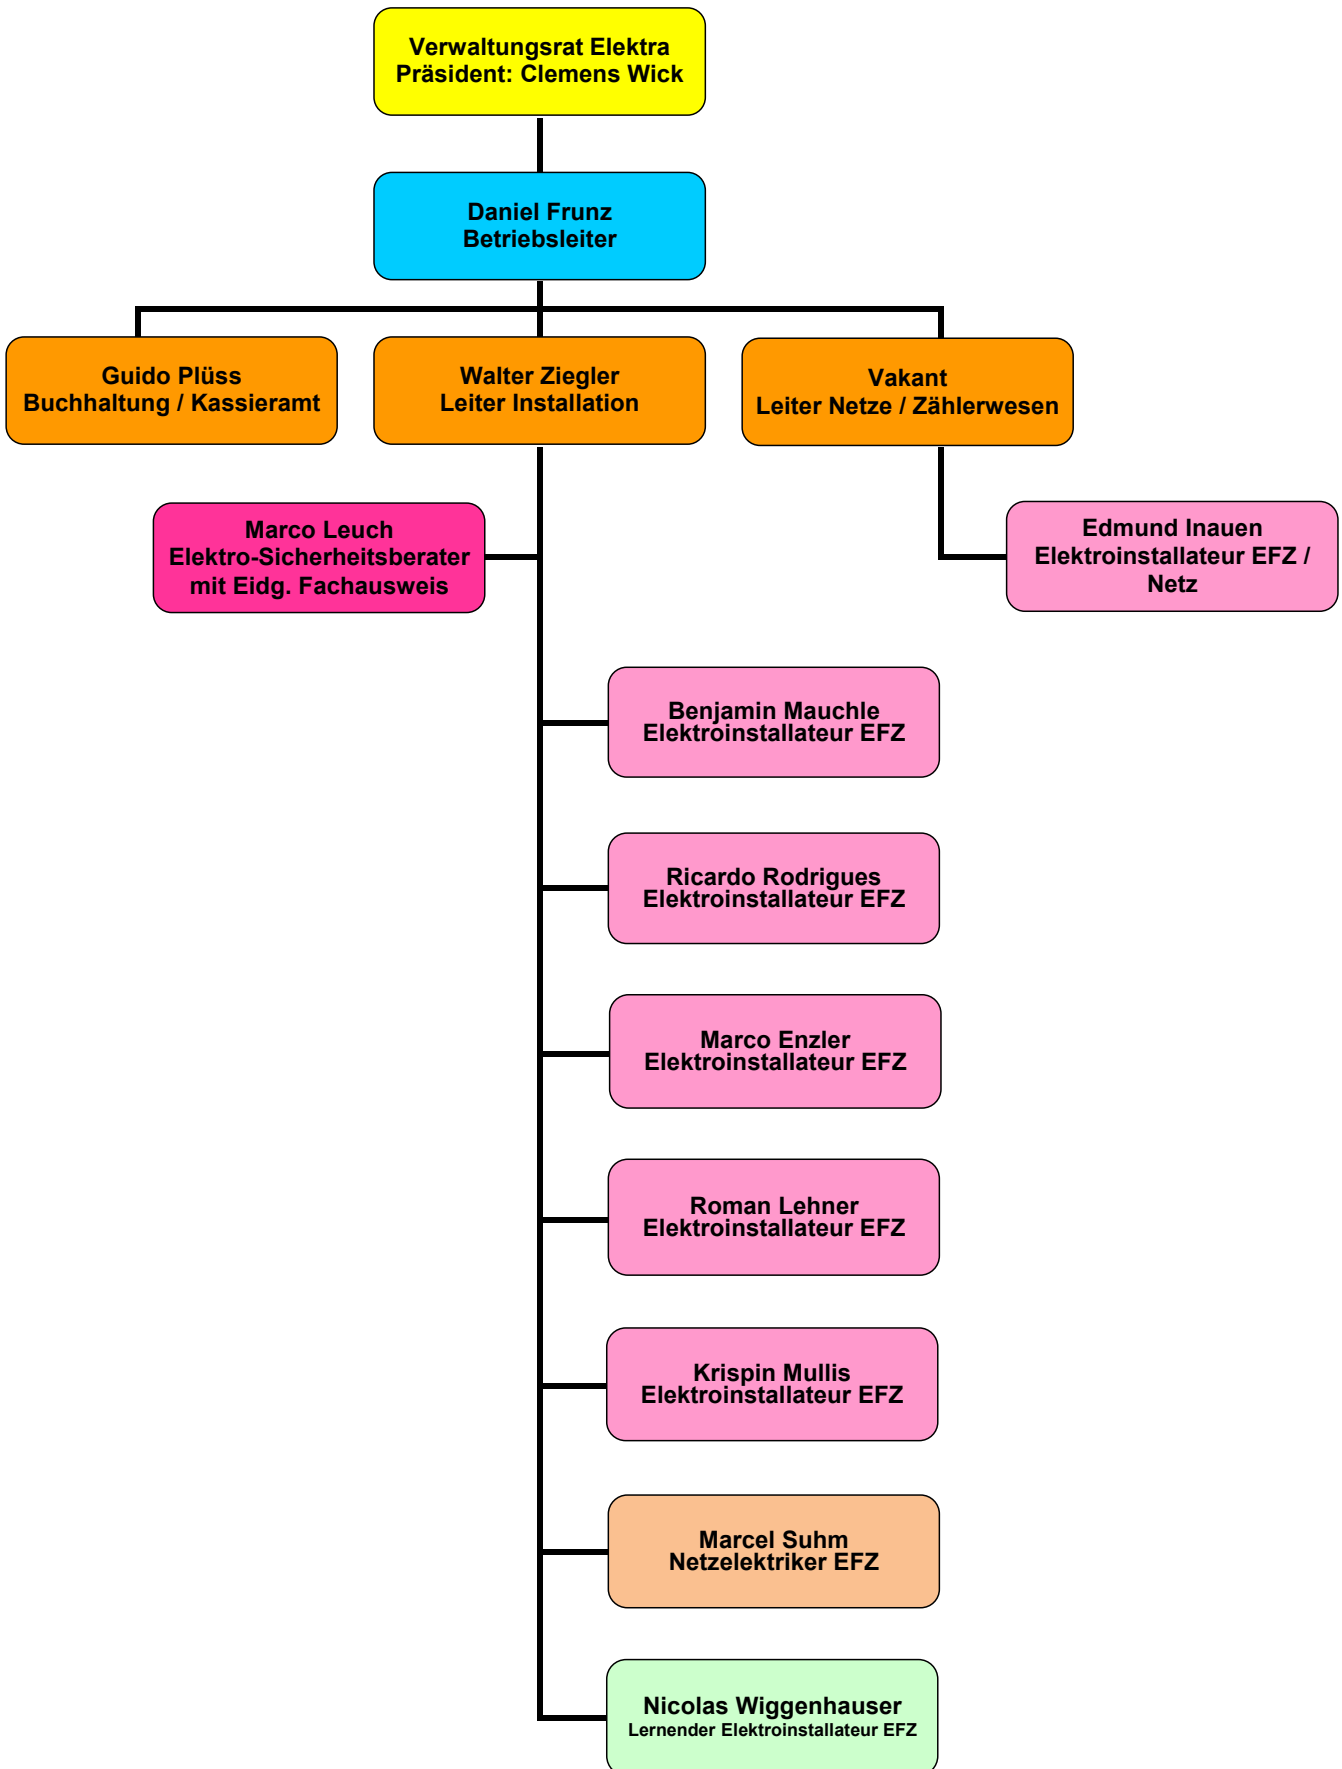 Verwaltungsrat Elektra
Präsident: Clemens Wick
Daniel Frunz
Betriebsleiter
Guido Plüss
Buchhaltung / Kassieramt
Walter Ziegler
Leiter Installation
Vakant
Leiter Netze / Zählerwesen
Marco Leuch
Elektro-Sicherheitsberater
mit Eidg. Fachausweis
Edmund Inauen
Elektroinstallateur EFZ /
Netz
Benjamin Mauchle
Elektroinstallateur EFZ
Ricardo Rodrigues
Elektroinstallateur EFZ
Marco Enzler
Elektroinstallateur EFZ
Roman Lehner
Elektroinstallateur EFZ
Krispin Mullis
Elektroinstallateur EFZ
Marcel Suhm
Netzelektriker EFZ
Nicolas Wiggenhauser
Lernender Elektroinstallateur EFZ